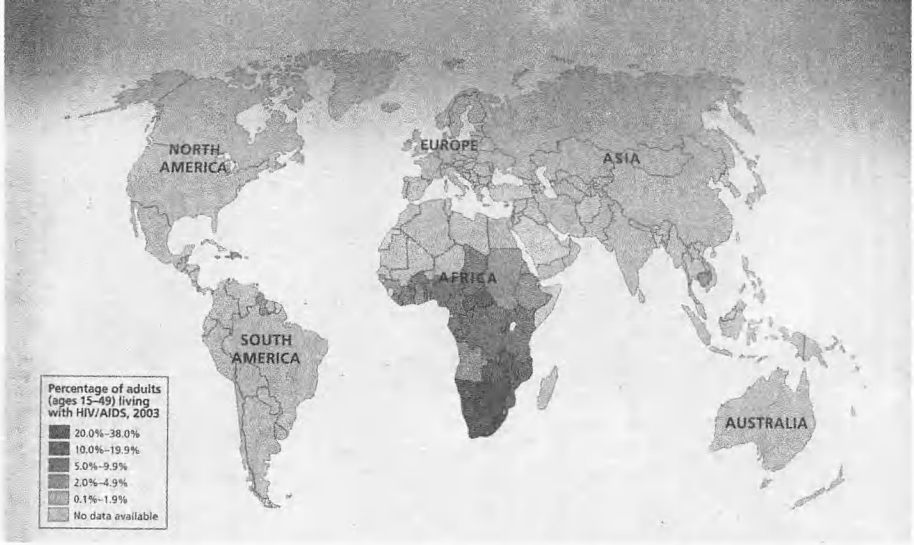 NORTH
AMERICA
EUROPE
ASIA
AFRICA
SOUTH
AMERICA
AUSTRALIA
Percentage of adults
(ages 15–49) living
with HIV/AIDS, 2003
20.0%–38.0%
10.0%–19.9%
5.0%–9.9%
2.0%–4.9%
0.1%–1.9%
No data available